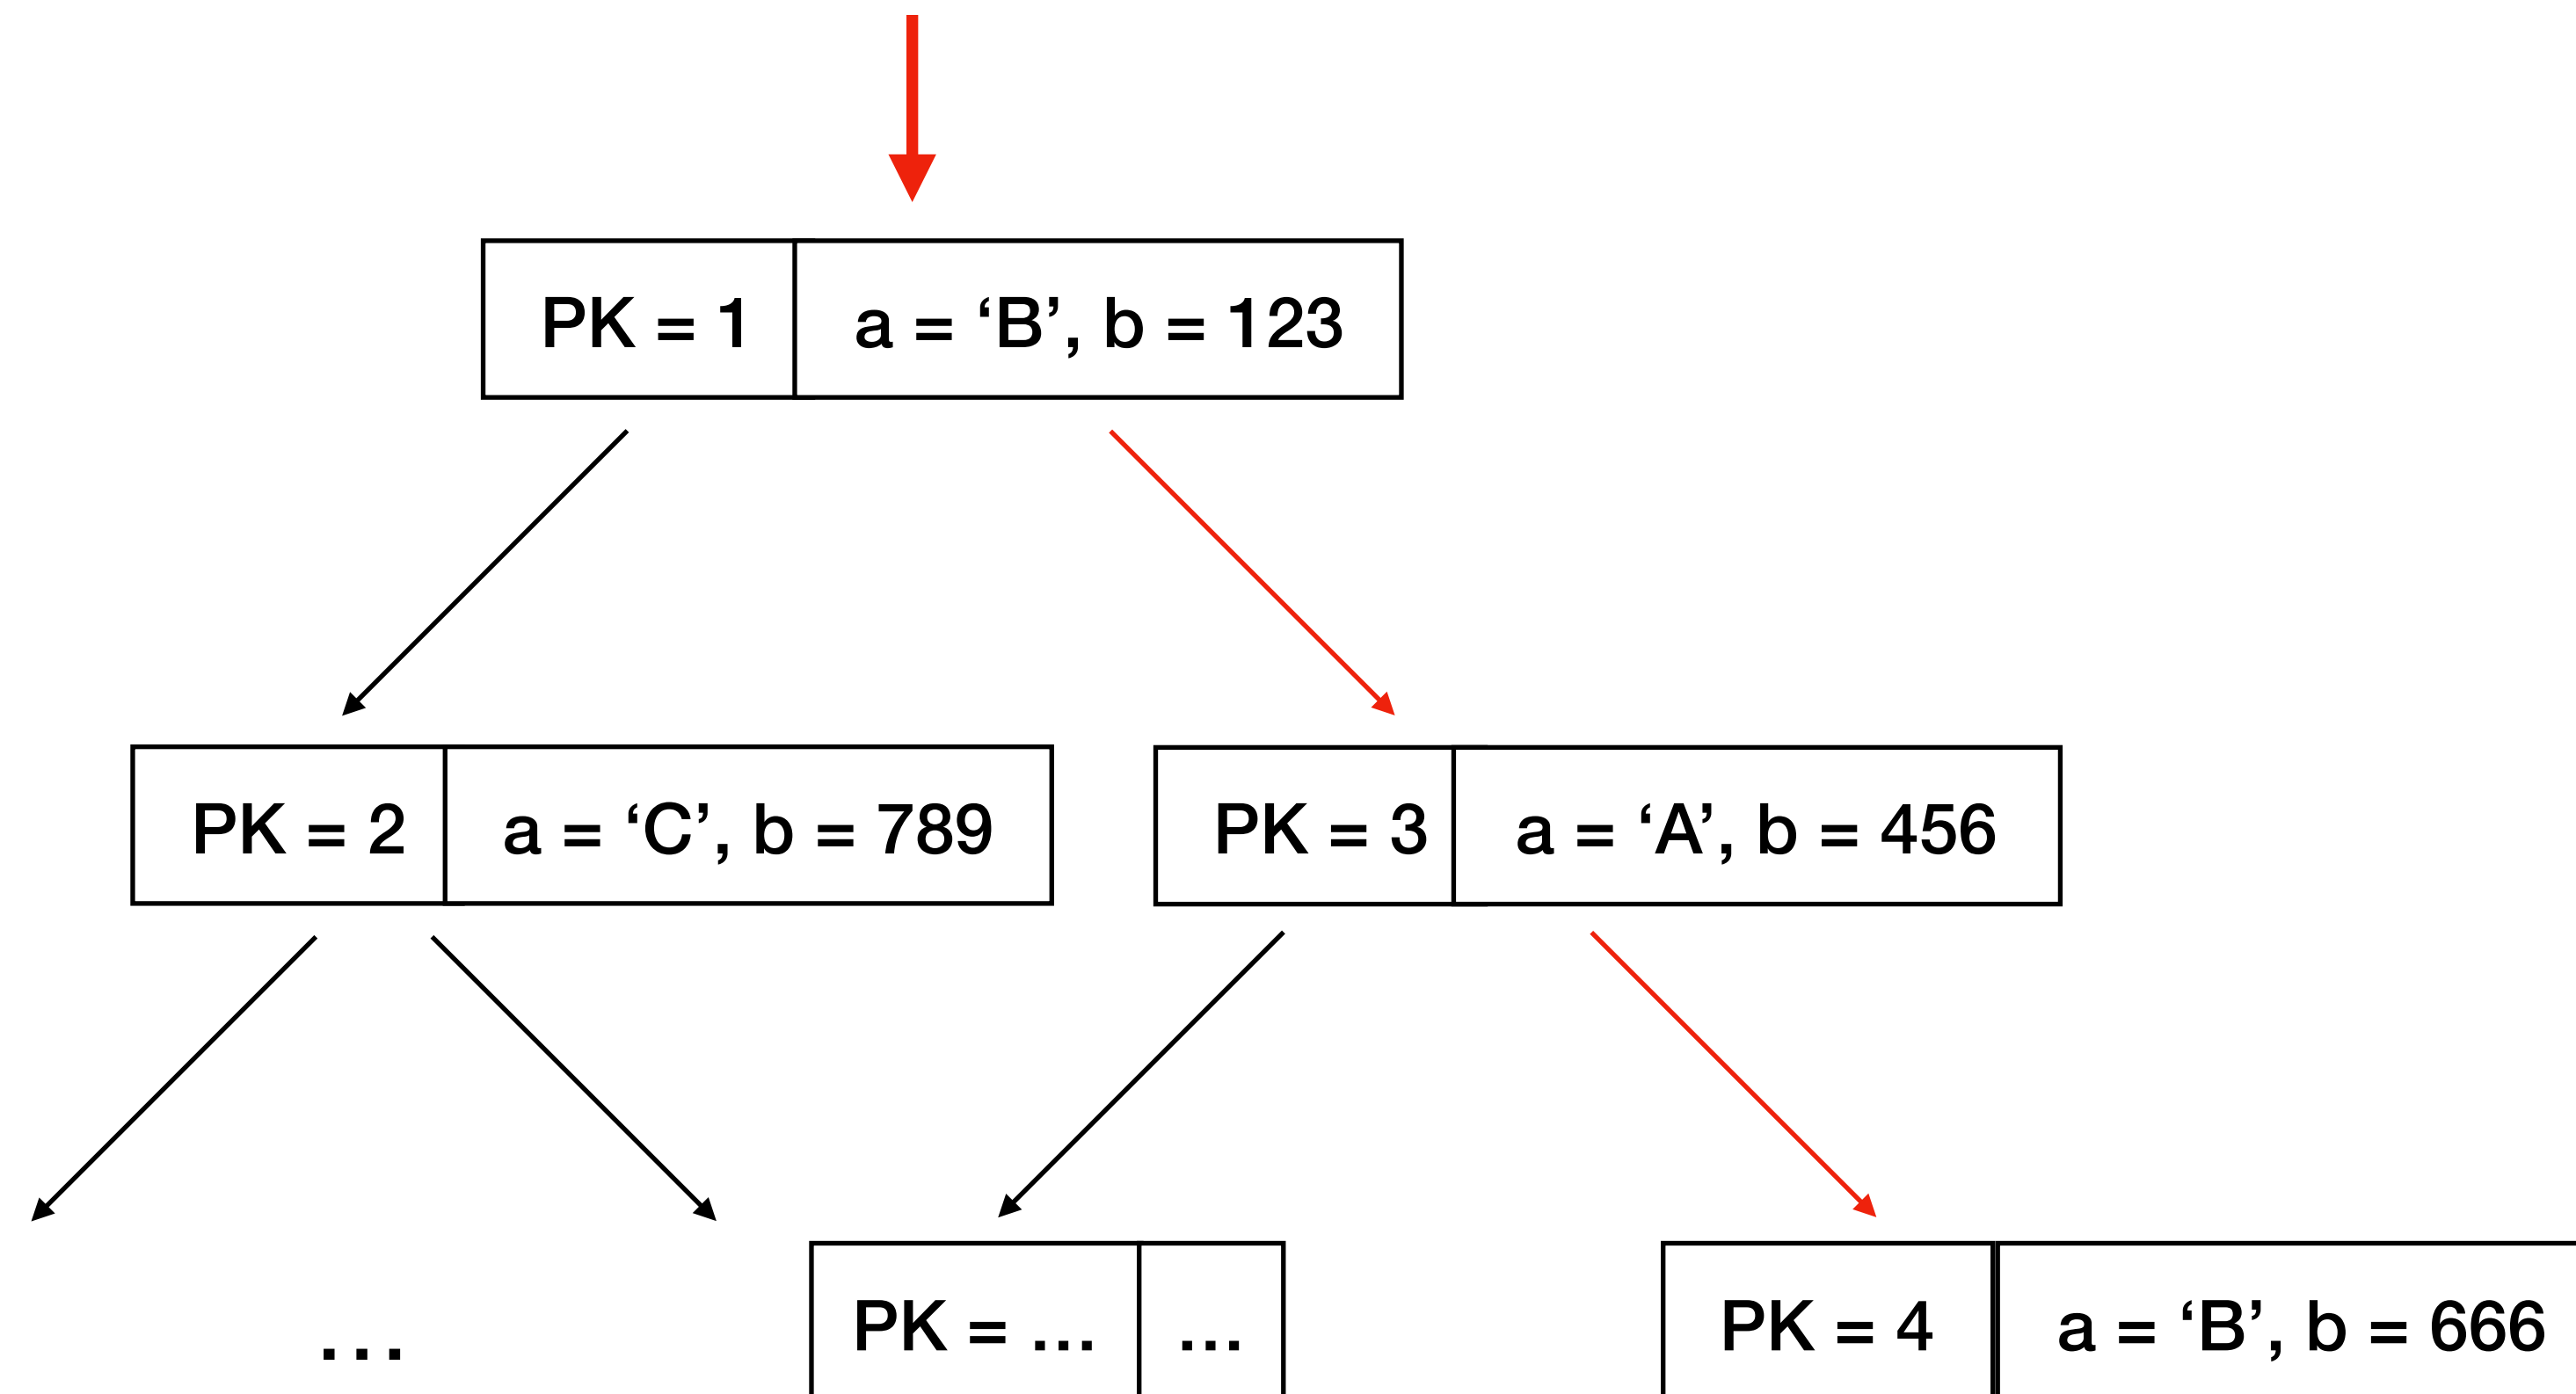 PK = 1 a = ‘B’, b = 123
PK = 2 a = ‘C’, b = 789 PK = 3 a = ‘A’, b = 456
... PK = ... ... PK = 4 a = ‘B’, b = 666